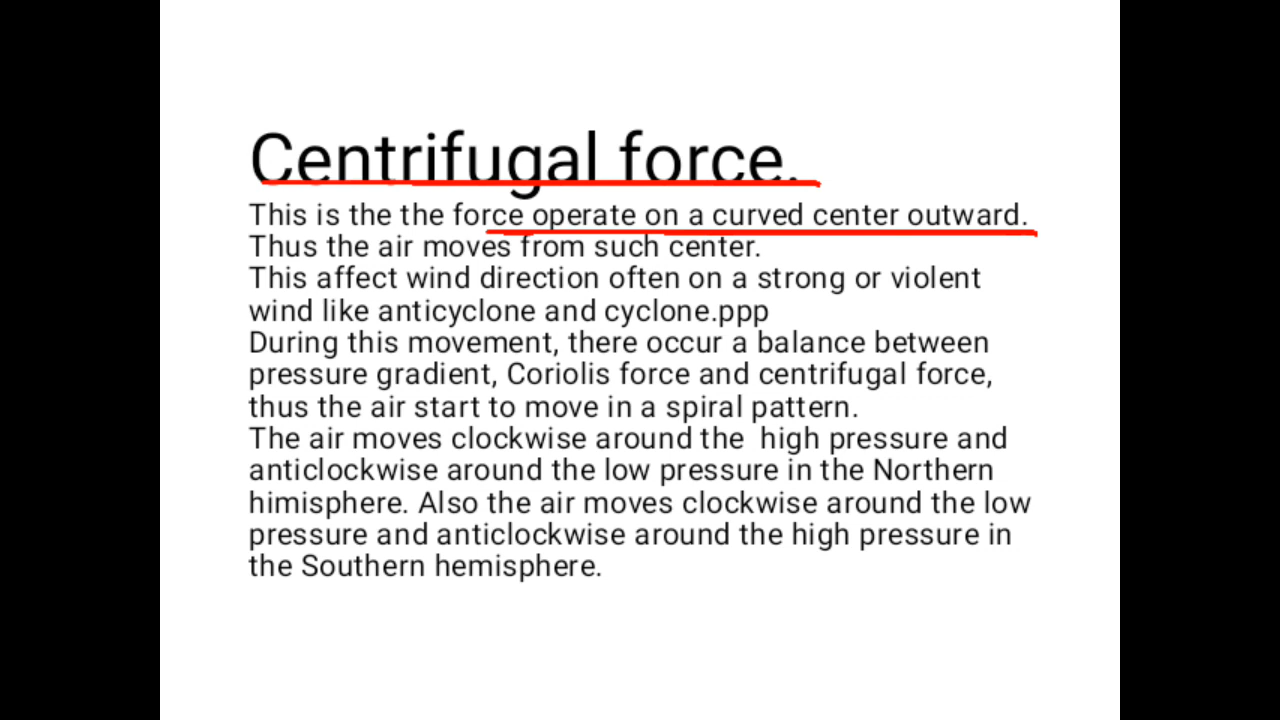 Centrifugal force.
This is the the force operate on a curved center outward.
Thus the air moves from such center.
This affect wind direction often on a strong or violent
wind like anticyclone and cyclone.ppp
During this movement, there occur a balance between
pressure gradient, Coriolis force and centrifugal force,
thus the air start to move in a spiral pattern.
The air moves clockwise around the  high pressure and
anticlockwise around the low pressure in the Northern
himisphere. Also the air moves clockwise around the low
pressure and anticlockwise around the high pressure in
the Southern hemisphere.